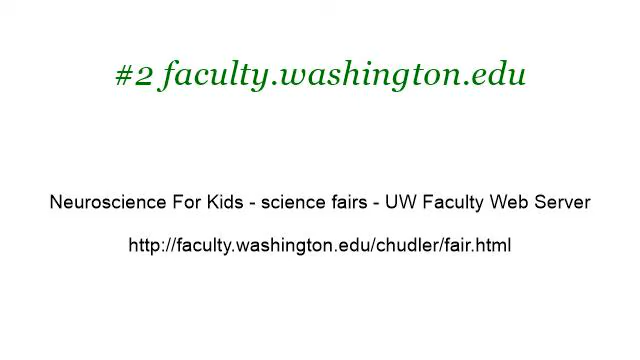 #2 faculty.washington.edu
Neuroscience For Kids - science fairs - UW Faculty Web Server
http://faculty.washington.edu/chudler/fair.html